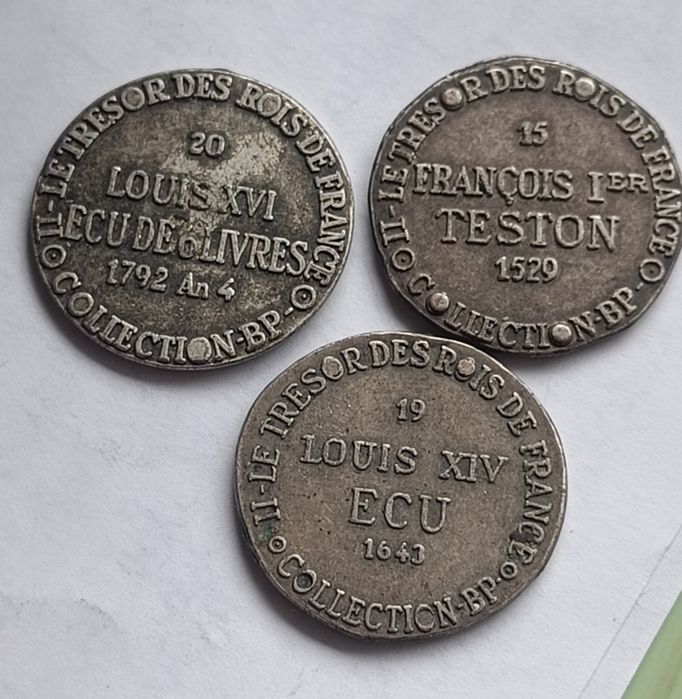 II-LE TRESOR DES ROIS DE FRANCE
20
LOUIS XVI
ECU DE 6 LIVRES
1792 An 4
COLLECTION-BP-
II-LE TRESOR DES ROIS DE FRANCE
15
FRANÇOIS IER
TESTON
1529
COLLECTION-BP-
II-LE TRESOR DES ROIS DE FRANCE
19
LOUIS XIV
ECU
1643
COLLECTION-BP-